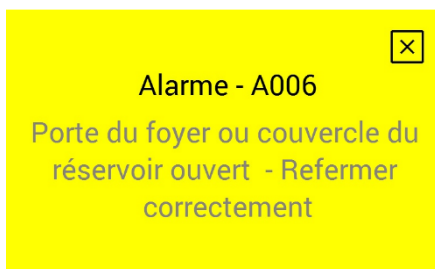 Alarme - A006
Porte du foyer ou couvercle du
réservoir ouvert  - Refermer
correctement